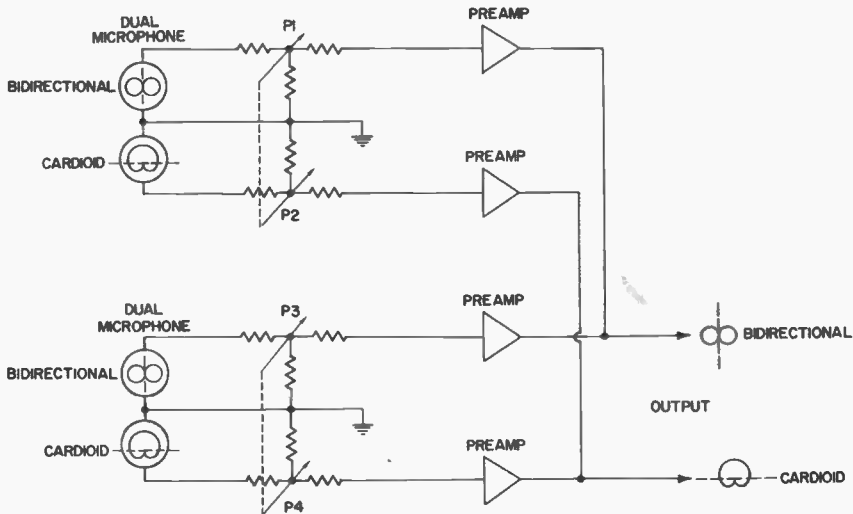 DUAL
MICROPHONE
P1
PREAMP
BIDIRECTIONAL
CARDIOID
PREAMP
P2
DUAL
MICROPHONE
P3
PREAMP
BIDIRECTIONAL
BIDIRECTIONAL
OUTPUT
CARDIOID
PREAMP
CARDIOID
P4